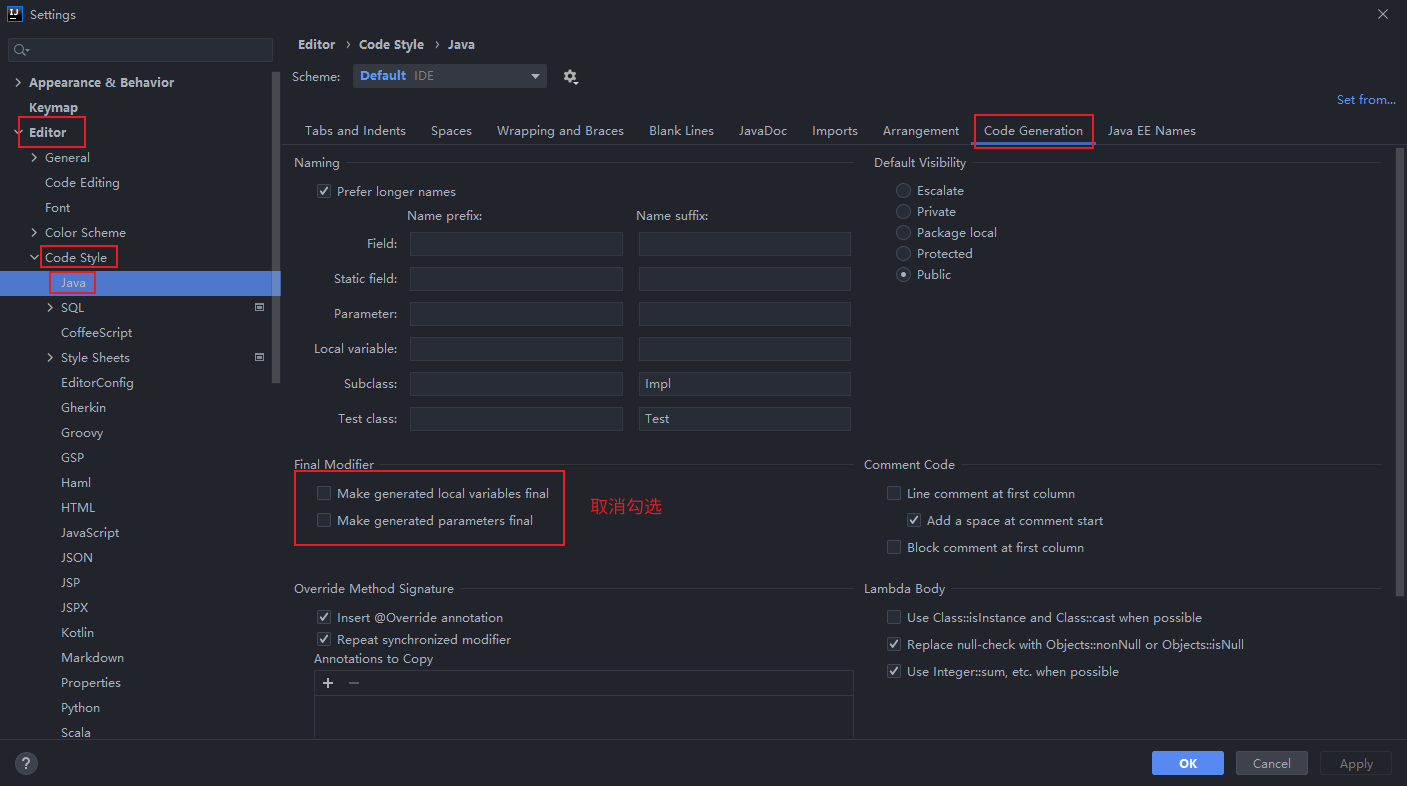 Settings
Appearance & Behavior
Keymap
Editor
General
Code Editing
Font
Color Scheme
Code Style
Java
SQL
CoffeeScript
Style Sheets
EditorConfig
Gherkin
Groovy
GSP
Haml
HTML
JavaScript
JSON
JSP
JSPX
Kotlin
Markdown
Properties
Python
Scala
Editor › Code Style › Java
Scheme: Default IDE
Set from...
Tabs and Indents Spaces Wrapping and Braces Blank Lines JavaDoc Imports Arrangement Code Generation Java EE Names
Naming
Prefer longer names
Name prefix: Name suffix:
Field:
Static field:
Parameter:
Local variable:
Subclass: Impl
Test class: Test
Default Visibility
Escalate
Private
Package local
Protected
Public
Final Modifier
Make generated local variables final
Make generated parameters final
取消勾选
Comment Code
Line comment at first column
Add a space at comment start
Block comment at first column
Override Method Signature
Insert @Override annotation
Repeat synchronized modifier
Annotations to Copy
Lambda Body
Use Class::isInstance and Class::cast when possible
Replace null-check with Objects::nonNull or Objects::isNull
Use Integer::sum, etc. when possible
? OK Cancel Apply